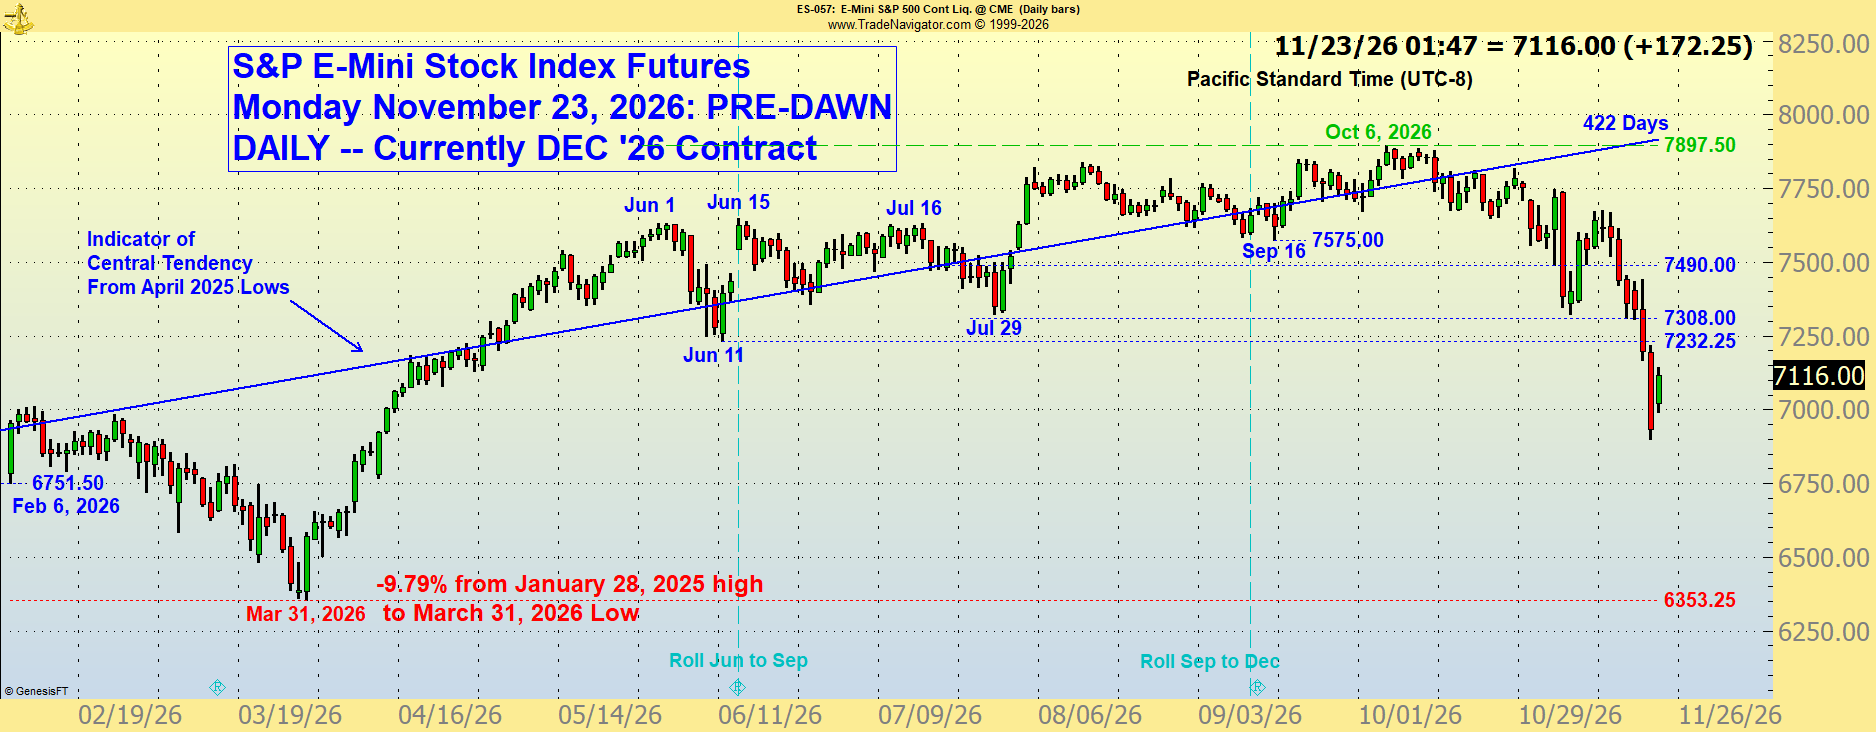 ES-057: E-Mini S&P 500 Cont Liq. @ CME (Daily bars)
www.TradeNavigator.com © 1999-2026
11/23/26 01:47 = 7116.00 (+172.25)
Pacific Standard Time (UTC-8)
S&P E-Mini Stock Index Futures
Monday November 23, 2026: PRE-DAWN
DAILY -- Currently DEC '26 Contract
8250.00
8000.00
7750.00
7500.00
7250.00
7116.00
7000.00
6750.00
6500.00
6250.00
422 Days
Oct 6, 2026
7897.50
Jun 1
Jun 15
Jul 16
Indicator of
Central Tendency
From April 2025 Lows
Sep 16
7575,00
7490.00
7308.00
7232.25
Jul 29
Jun 11
6751.50
Feb 6, 2026
-9.79% from January 28, 2025 high
to March 31, 2026 Low
Mar 31, 2026
6353.25
Roll Jun to Sep
Roll Sep to Dec
R
R
R
© GenesisFT
02/19/26
03/19/26
04/16/26
05/14/26
06/11/26
07/09/26
08/06/26
09/03/26
10/01/26
10/29/26
11/26/26